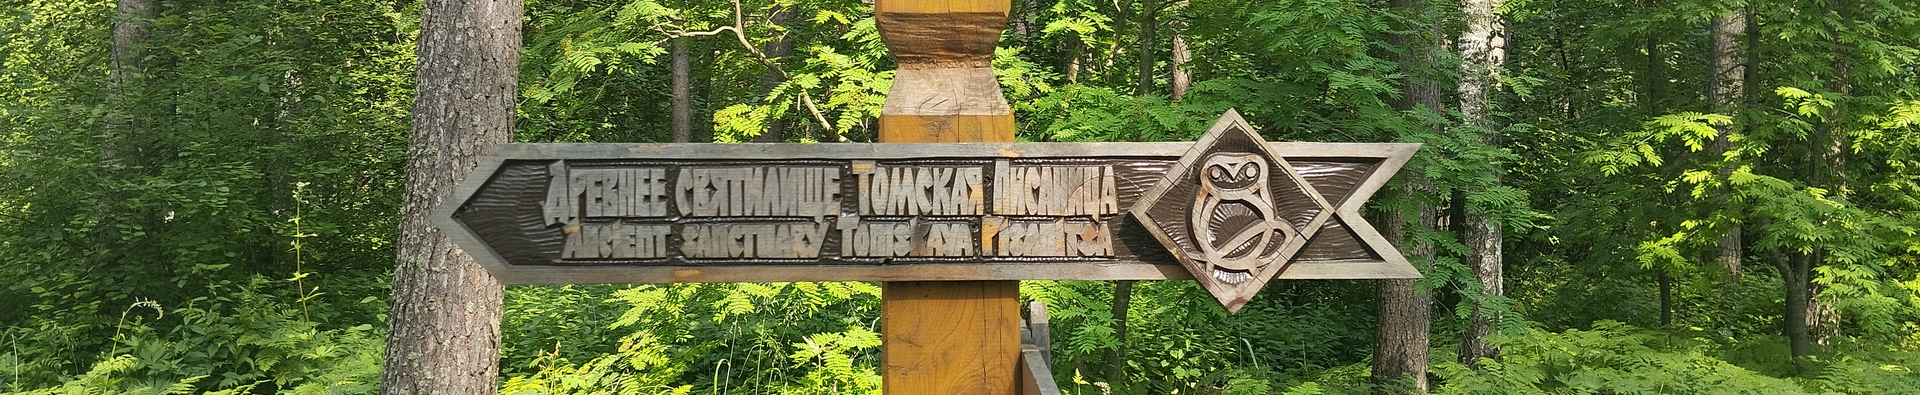 Древнее святилище Томская Писаница
Ancient sanctuary Tomskaya Pisanitsa